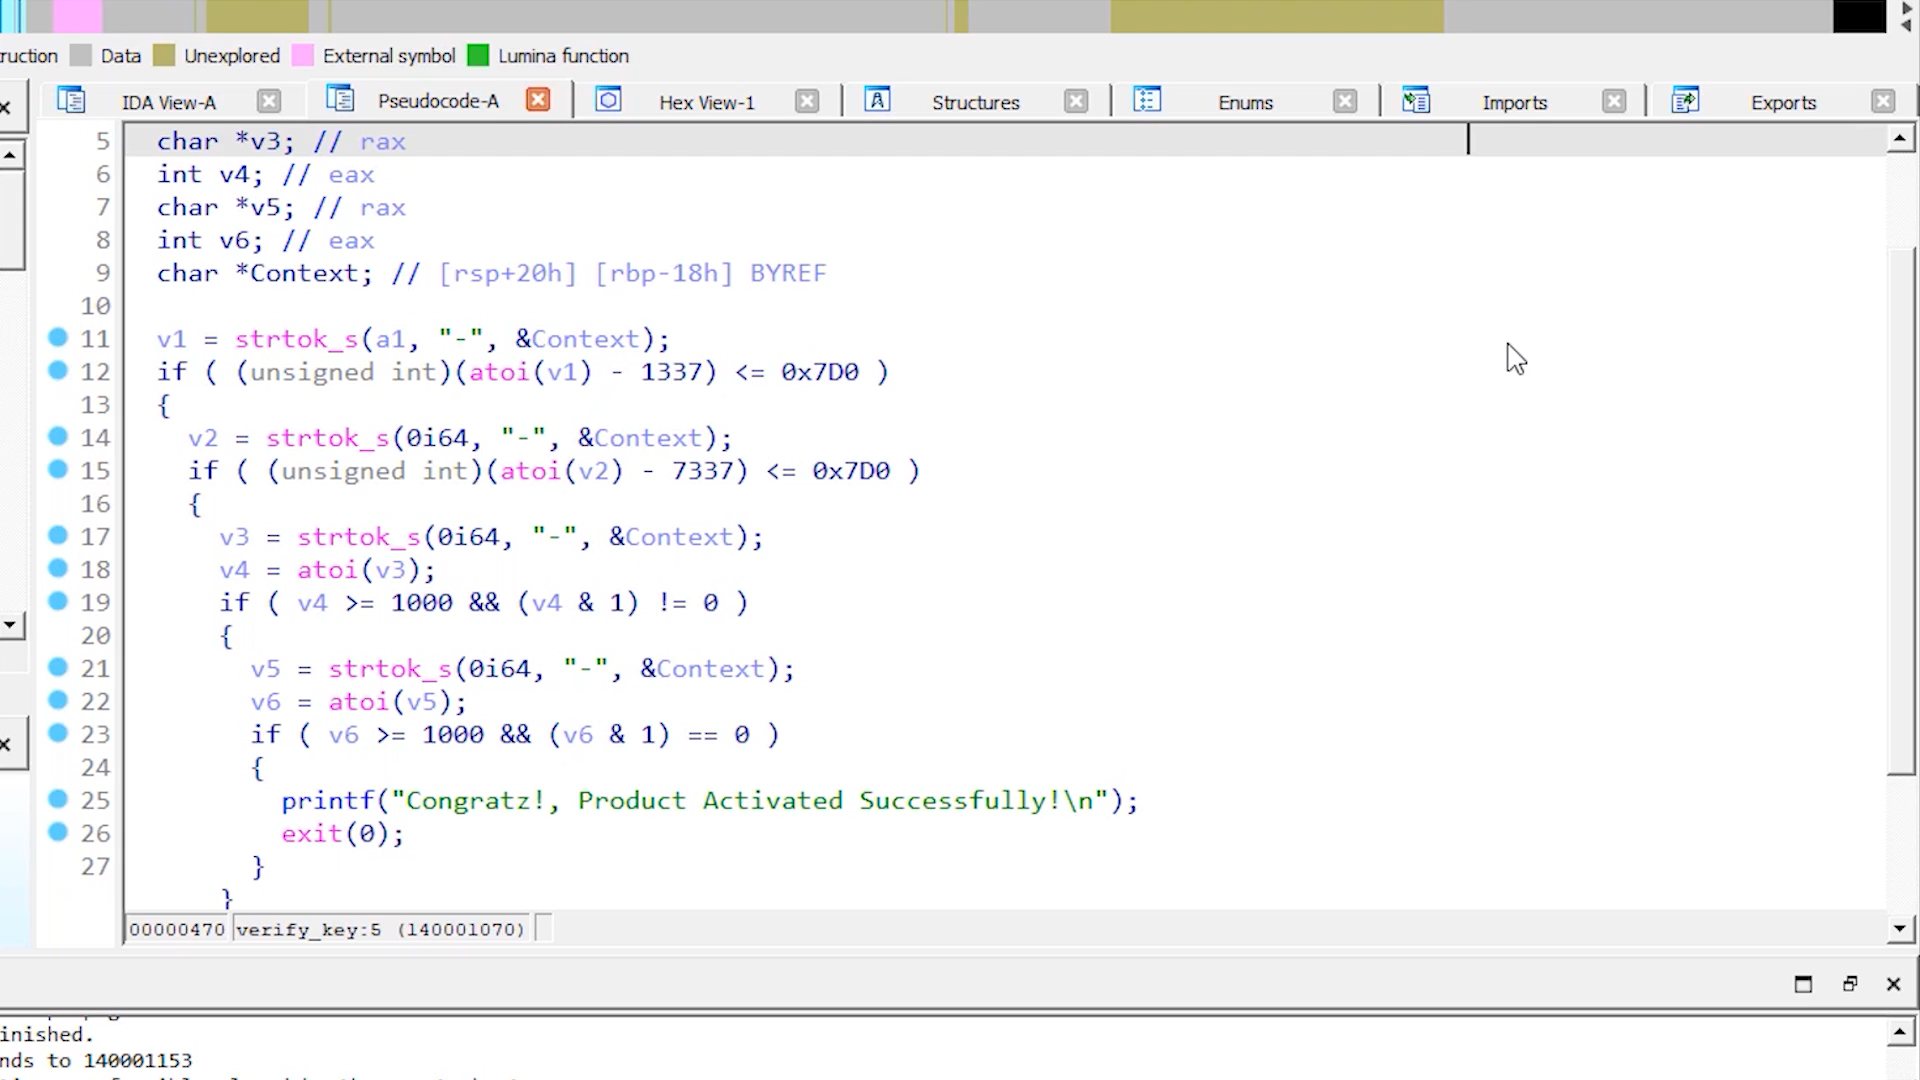 ruction Data Unexplored External symbol Lumina function
IDA View-A Pseudocode-A Hex View-1 Structures Enums Imports Exports
5 char *v3; // rax
6 int v4; // eax
7 char *v5; // rax
8 int v6; // eax
9 char *Context; // [rsp+20h] [rbp-18h] BYREF
10
11 v1 = strtok_s(a1, "-", &Context);
12 if ( (unsigned int)(atoi(v1) - 1337) <= 0x7D0 )
13 {
14 v2 = strtok_s(0i64, "-", &Context);
15 if ( (unsigned int)(atoi(v2) - 7337) <= 0x7D0 )
16 {
17 v3 = strtok_s(0i64, "-", &Context);
18 v4 = atoi(v3);
19 if ( v4 >= 1000 && (v4 & 1) != 0 )
20 {
21 v5 = strtok_s(0i64, "-", &Context);
22 v6 = atoi(v5);
23 if ( v6 >= 1000 && (v6 & 1) == 0 )
24 {
25 printf("Congratz!, Product Activated Successfully!\n");
26 exit(0);
27 }
}
00000470 verify_key:5 (140001070)
inished.
nds to 140001153